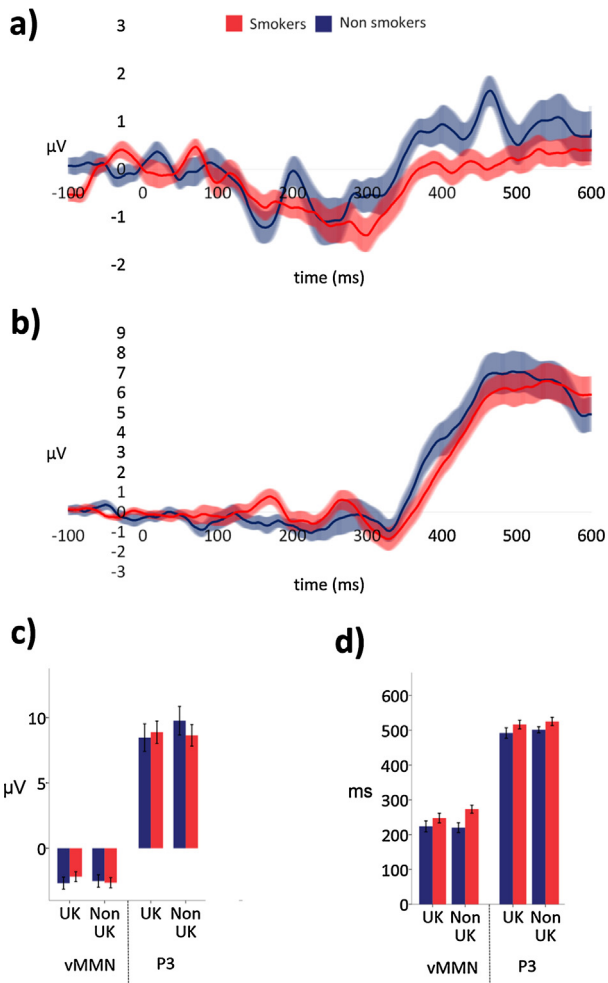 a)
3
Smokers Non smokers
2
1
μV
0
-100 0 100 200 300 400 500 600
-1
-2
time (ms)
b)
9
8
7
6
5
4
μV
3
2
1
0
-100 0 100 200 300 400 500 600
-1
-2
-3
time (ms)
c)
10
μV
5
0
UK Non UK UK Non UK
vMMN P3
d)
600
500
400
ms
300
200
100
0
UK Non UK UK Non UK
vMMN P3